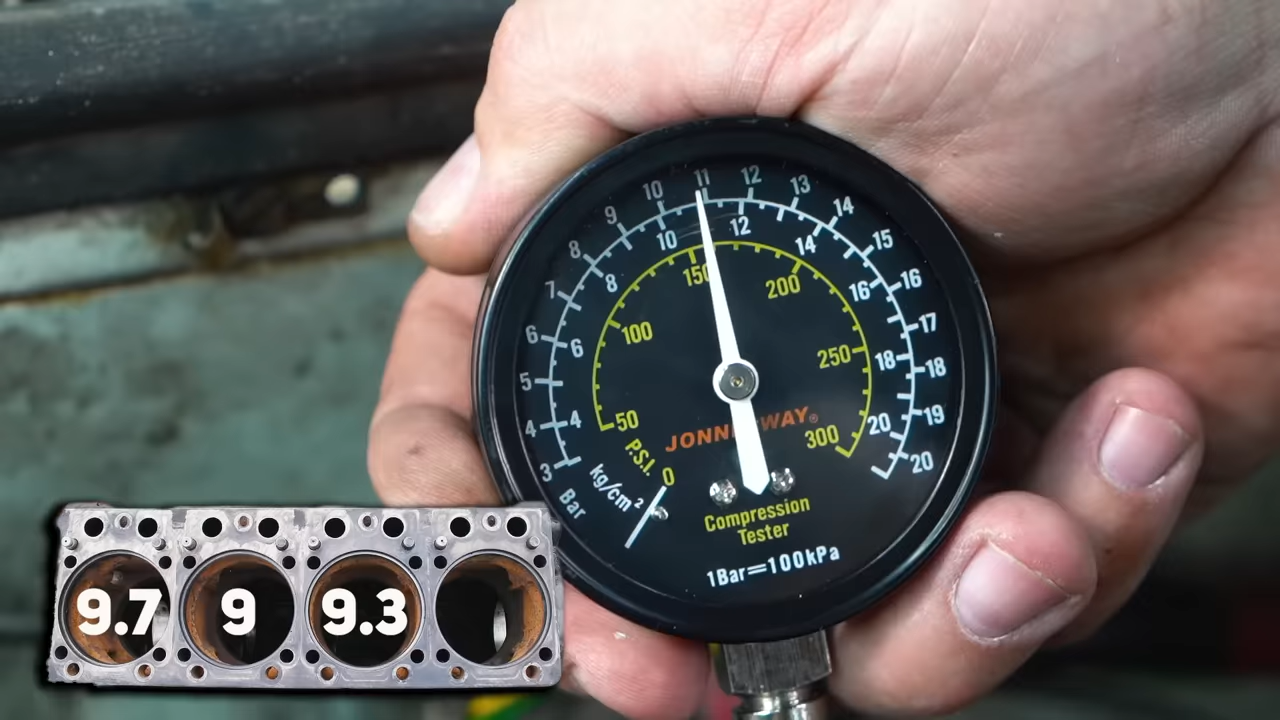 3 4 5 6 7 8 9 10 11 12 13 14 15 16 17 18 19 20
4 6 8 10 12 14 16 18 20
50 100 150 200 250 300
P.S.I.
0
kg/cm²
Bar
JONNESWAY®
Compression
Tester
1Bar=100kPa
9.7 9 9.3